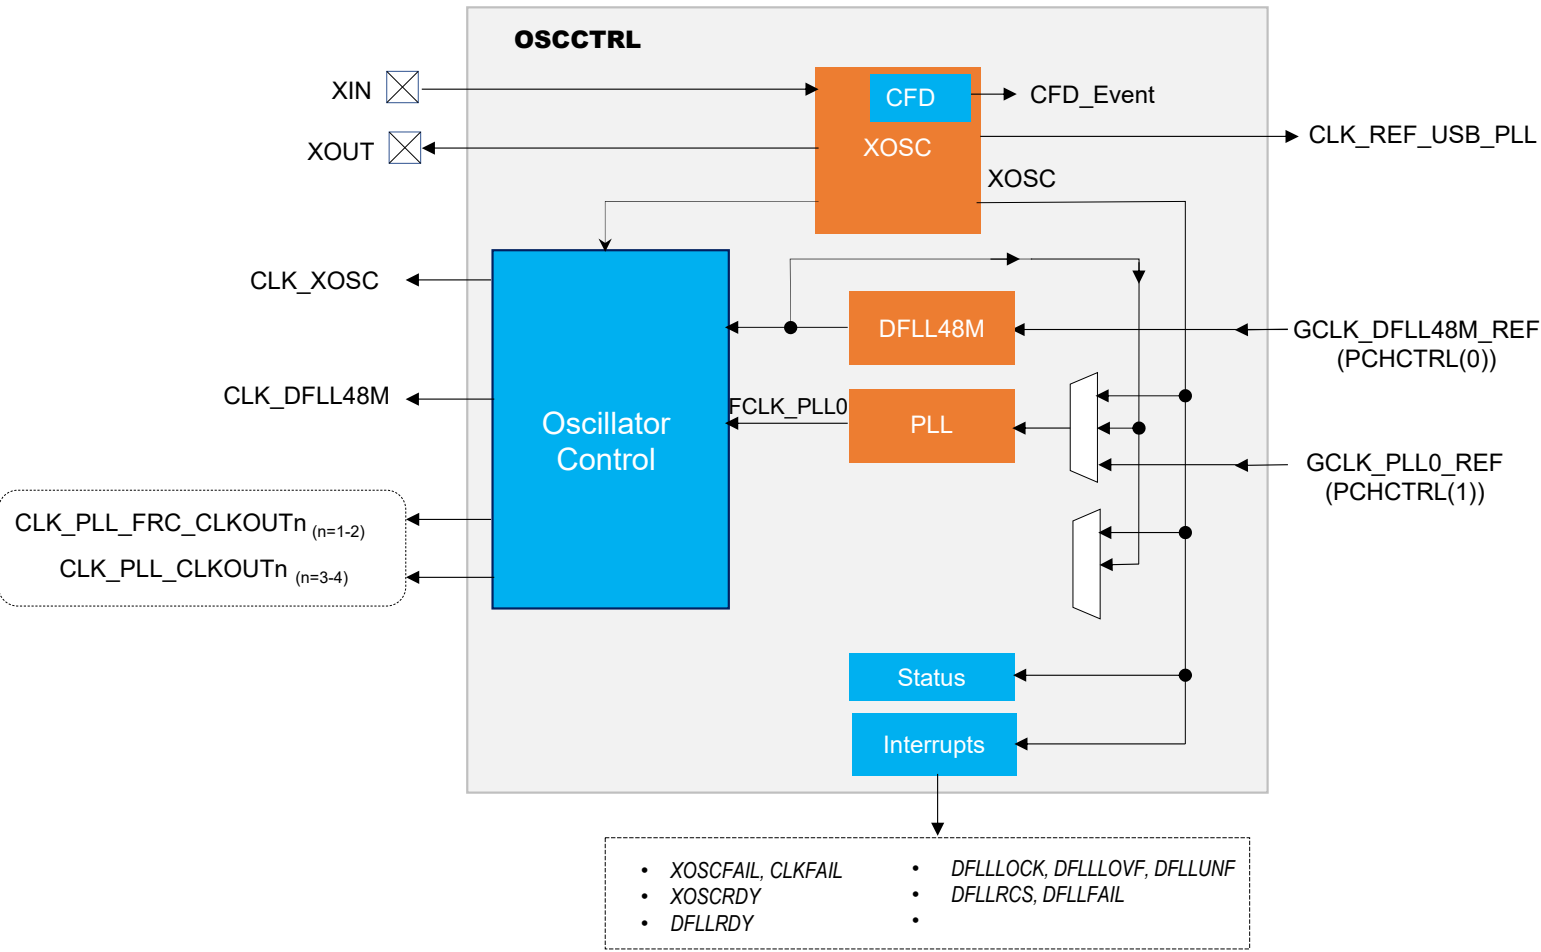 OSCCTRL
XIN
CFD
CFD_Event
XOUT
XOSC
CLK_REF_USB_PLL
XOSC
CLK_XOSC
DFLL48M
GCLK_DFLL48M_REF
(PCHCTRL(0))
CLK_DFLL48M
Oscillator
Control
FCLK_PLL0
PLL
GCLK_PLL0_REF
(PCHCTRL(1))
CLK_PLL_FRC_CLKOUTn (n=1-2)
CLK_PLL_CLKOUTn (n=3-4)
Status
Interrupts
• XOSCFAIL, CLKFAIL
• XOSCRDY
• DFLLRDY
• DFLLLOCK, DFLLLOVF, DFLLUNF
• DFLLRCS, DFLLFAIL
•